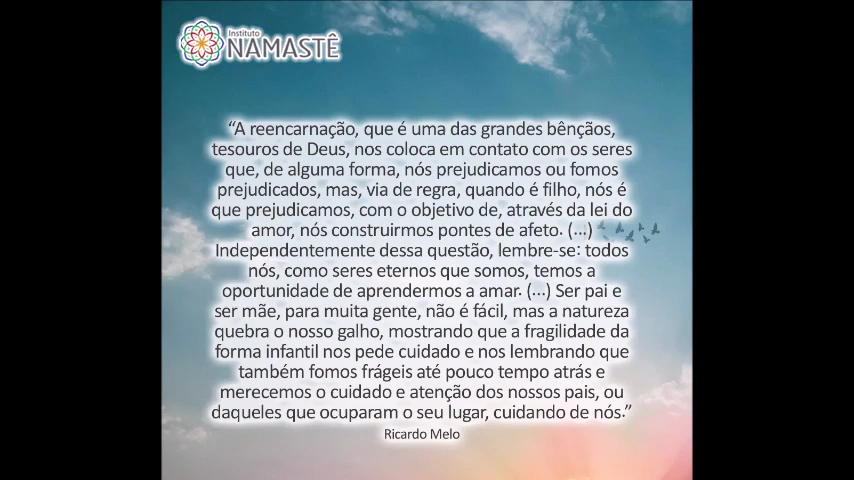 Instituto
NAMASTÊ
“A reencarnação, que é uma das grandes bênçãos,
tesouros de Deus, nos coloca em contato com os seres
que, de alguma forma, nós prejudicamos ou fomos
prejudicados, mas, via de regra, quando é filho, nós é
que prejudicamos, com o objetivo de, através da lei do
amor, nós construirmos pontes de afeto. (...)
Independentemente dessa questão, lembre-se: todos
nós, como seres eternos que somos, temos a
oportunidade de aprendermos a amar. (...) Ser pai e
ser mãe, para muita gente, não é fácil, mas a natureza
quebra o nosso galho, mostrando que a fragilidade da
forma infantil nos pede cuidado e nos lembrando que
também fomos frágeis até pouco tempo atrás e
merecemos o cuidado e atenção dos nossos pais, ou
daqueles que ocuparam o seu lugar, cuidando de nós.”
Ricardo Melo